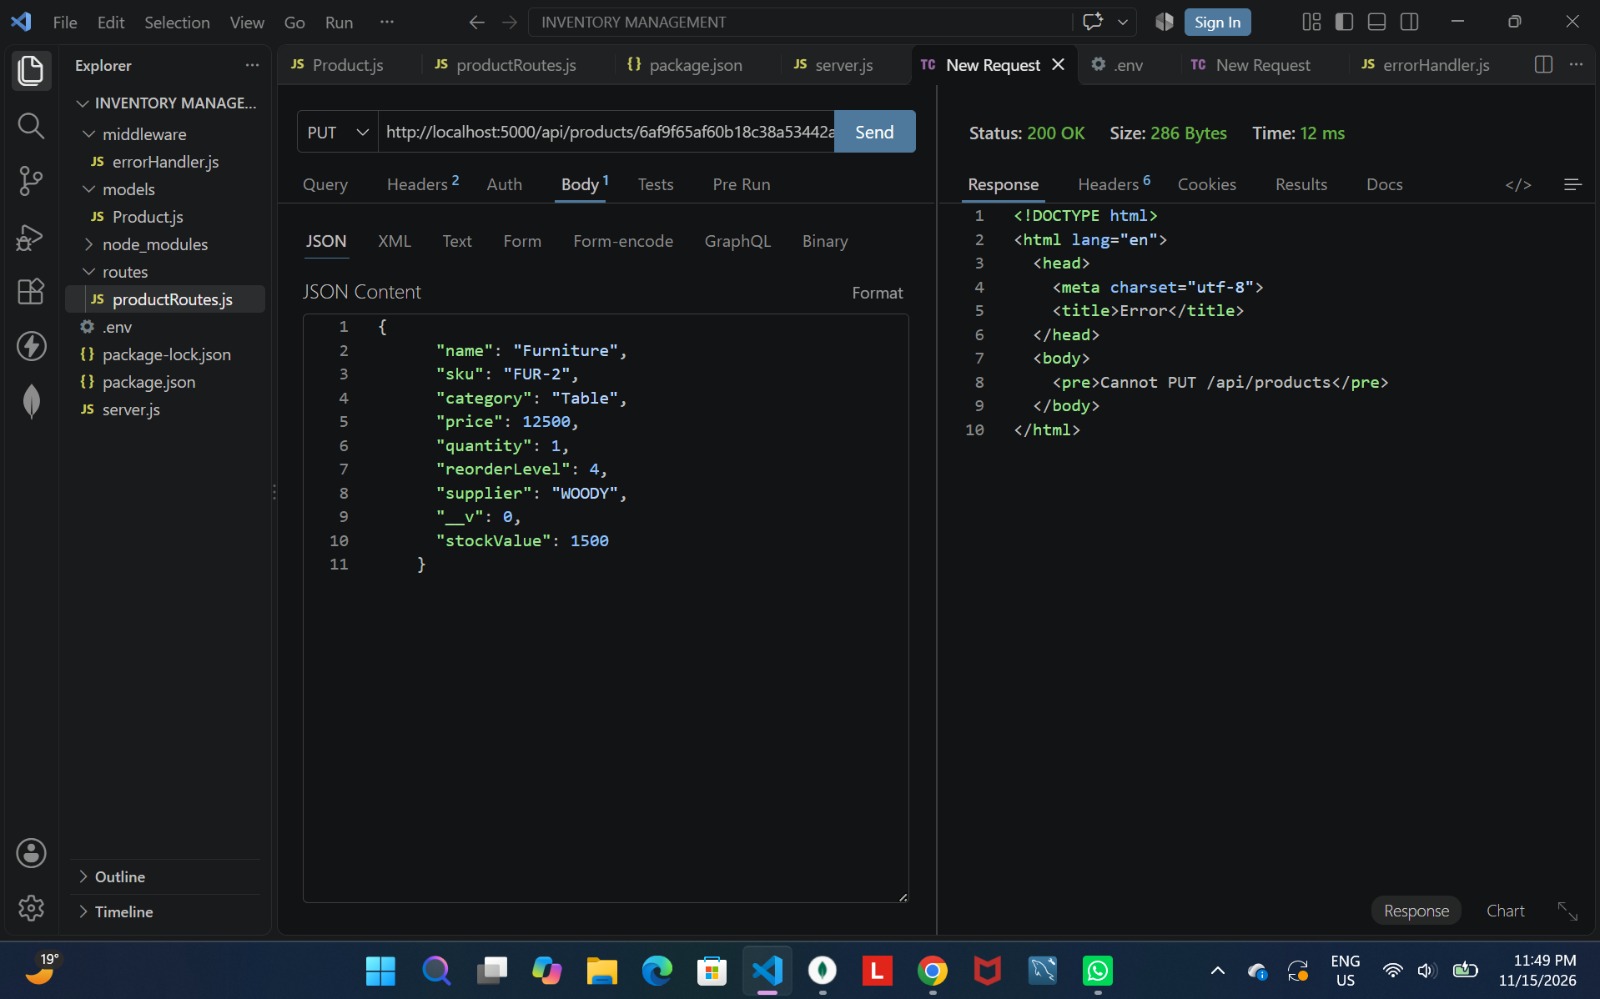 File Edit Selection View Go Run ··· INVENTORY MANAGEMENT Sign In
Explorer ···
INVENTORY MANAGE...
middleware
JS errorHandler.js
models
JS Product.js
node_modules
routes
JS productRoutes.js
.env
{} package-lock.json
{} package.json
JS server.js
Outline
Timeline
JS Product.js JS productRoutes.js {} package.json JS server.js TC New Request .env TC New Request JS errorHandler.js ···
PUT http://localhost:5000/api/products/6af9f65af60b18c38a53442a Send
Query Headers 2 Auth Body 1 Tests Pre Run
JSON XML Text Form Form-encode GraphQL Binary
JSON Content Format
1 {
2 "name": "Furniture",
3 "sku": "FUR-2",
4 "category": "Table",
5 "price": 12500,
6 "quantity": 1,
7 "reorderLevel": 4,
8 "supplier": "WOODY",
9 "__v": 0,
10 "stockValue": 1500
11 }
Status: 200 OK Size: 286 Bytes Time: 12 ms
Response Headers 6 Cookies Results Docs </>
1 <!DOCTYPE html>
2 <html lang="en">
3 <head>
4 <meta charset="utf-8">
5 <title>Error</title>
6 </head>
7 <body>
8 <pre>Cannot PUT /api/products</pre>
9 </body>
10 </html>
Response Chart
19°
L
ENG
US
11:49 PM
11/15/2026